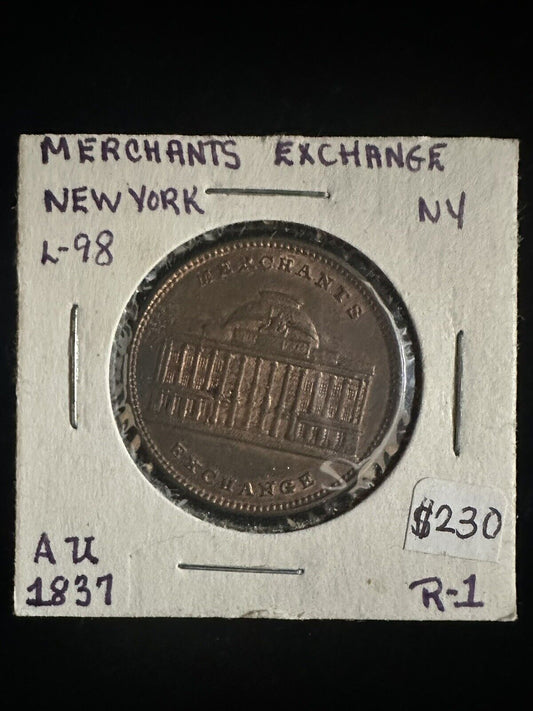 MERCHANTS EXCHANGE
NEW YORK NY
L-98
MERCHANTS
EXCHANGE
$230
AU
1837 R-1